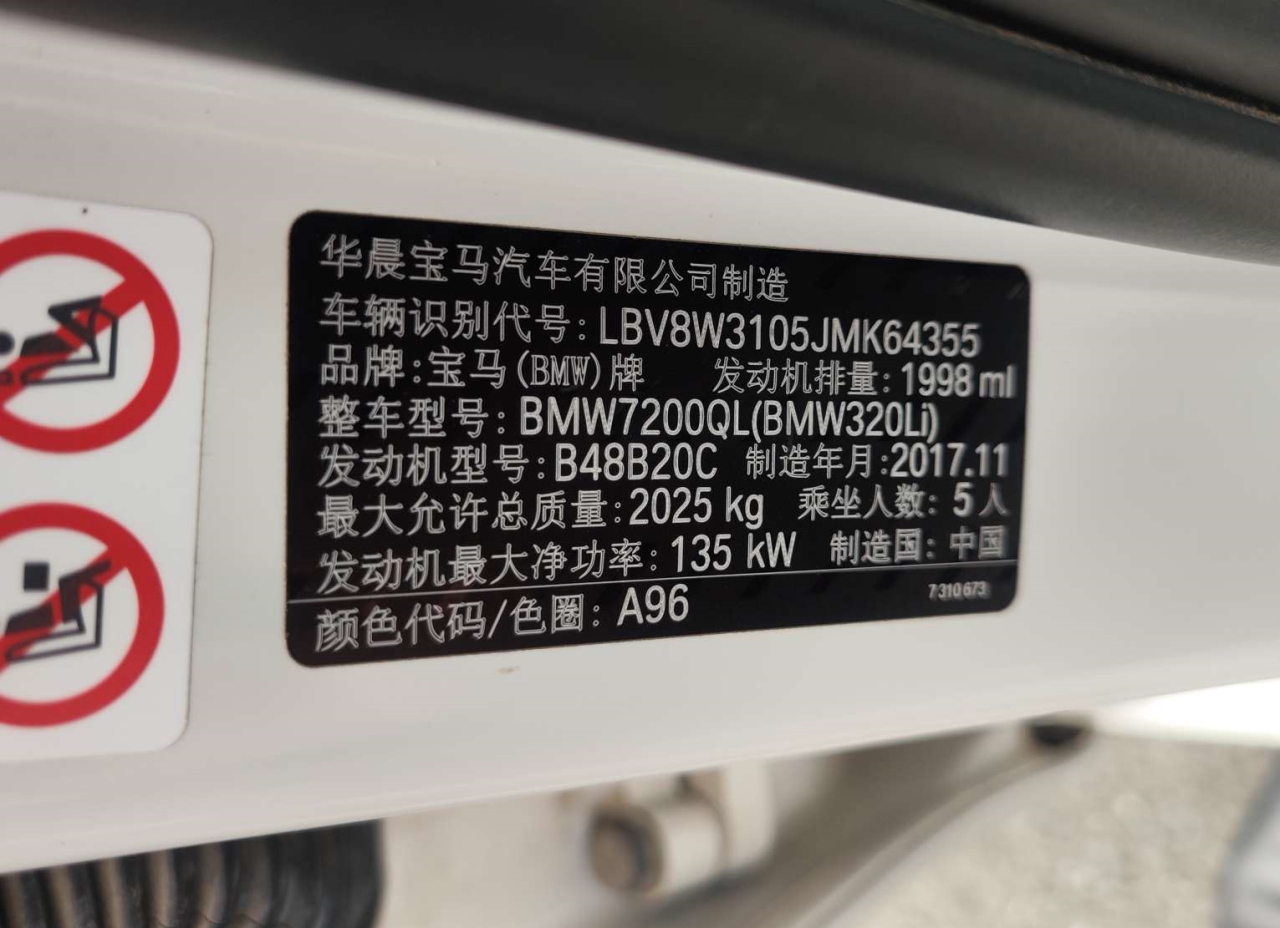 华晨宝马汽车有限公司制造
车辆识别代号: LBV8W3105JMK64355
品牌:宝马(BMW)牌 发动机排量: 1998 ml
整车型号: BMW7200QL(BMW320Li)
发动机型号: B48B20C 制造年月:2017.11
最大允许总质量: 2025 kg 乘坐人数: 5人
发动机最大净功率: 135 kW 制造国: 中国
颜色代码/色圈: A96 7310673